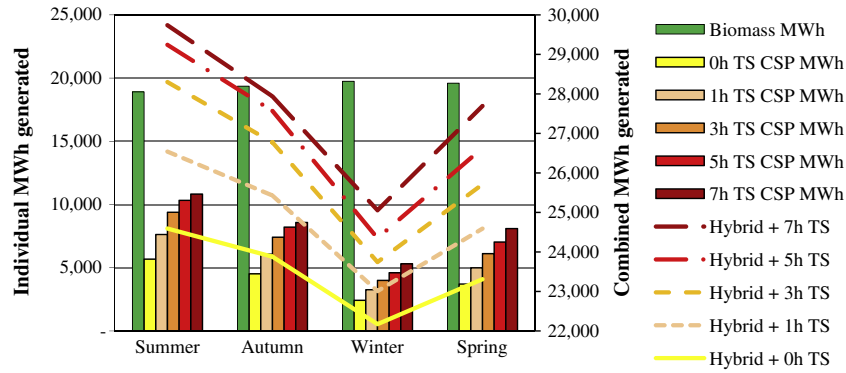 Individual MWh generated
25,000
20,000
15,000
10,000
5,000
-
Summer Autumn Winter Spring
30,000
29,000
28,000
27,000
26,000
25,000
24,000
23,000
22,000
Combined MWh generated
Biomass MWh
0h TS CSP MWh
1h TS CSP MWh
3h TS CSP MWh
5h TS CSP MWh
7h TS CSP MWh
Hybrid + 7h TS
Hybrid + 5h TS
Hybrid + 3h TS
Hybrid + 1h TS
Hybrid + 0h TS